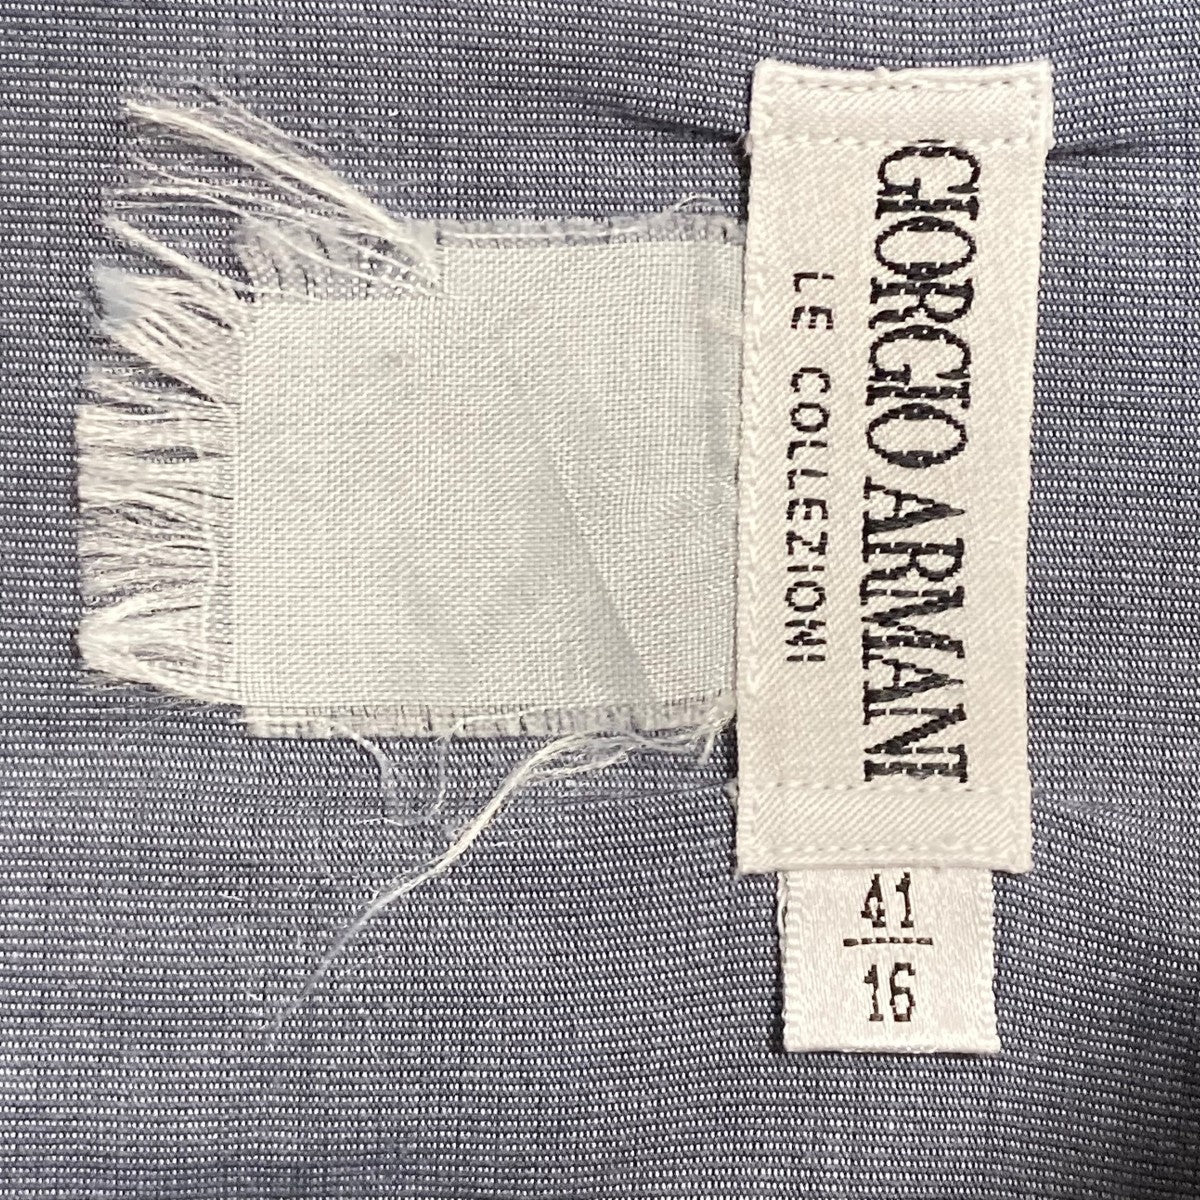 GIORGIO ARMANI
LE COLLEZIONI
41
16